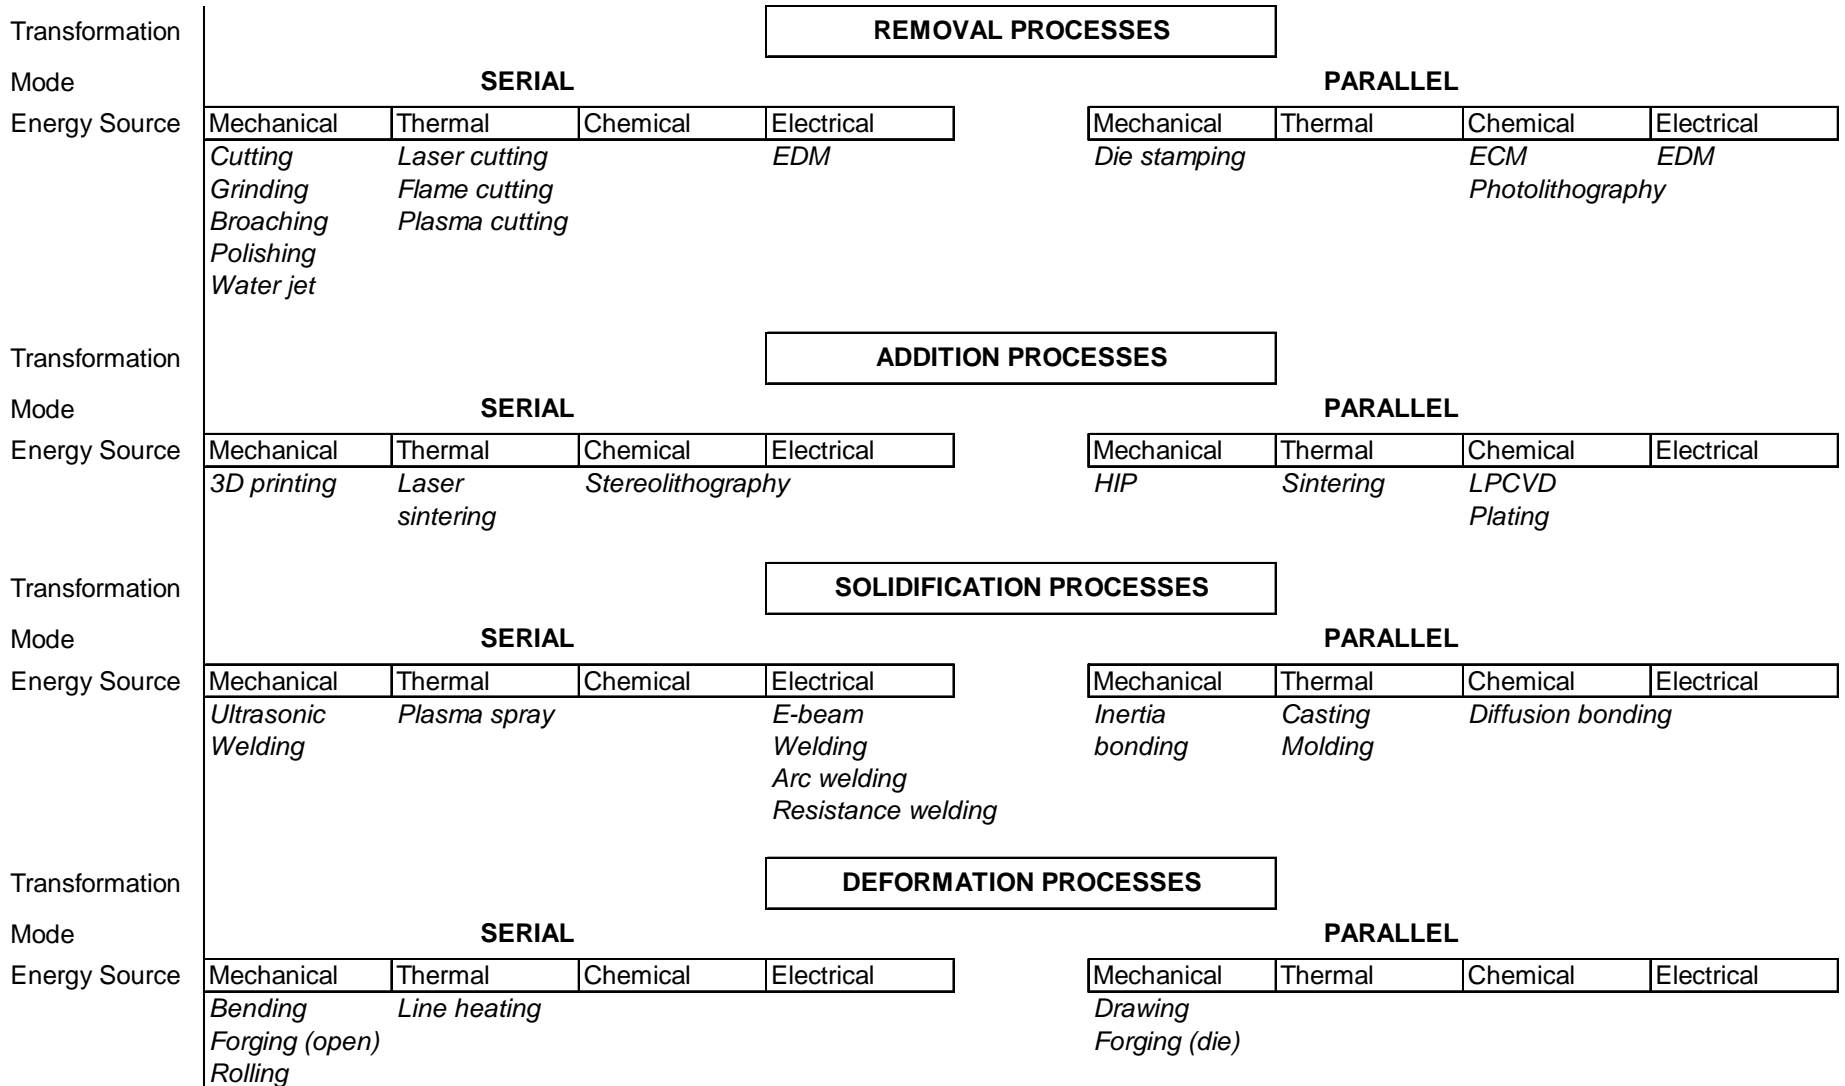 Transformation REMOVAL PROCESSES
Mode SERIAL PARALLEL
Energy Source Mechanical Thermal Chemical Electrical Mechanical Thermal Chemical Electrical
Cutting Laser cutting EDM Die stamping ECM EDM
Grinding Flame cutting Photolithography
Broaching Plasma cutting
Polishing
Water jet
Transformation ADDITION PROCESSES
Mode SERIAL PARALLEL
Energy Source Mechanical Thermal Chemical Electrical Mechanical Thermal Chemical Electrical
3D printing Laser Stereolithography HIP Sintering LPCVD
sintering Plating
Transformation SOLIDIFICATION PROCESSES
Mode SERIAL PARALLEL
Energy Source Mechanical Thermal Chemical Electrical Mechanical Thermal Chemical Electrical
Ultrasonic Plasma spray E-beam Inertia Casting Diffusion bonding
Welding Welding bonding Molding
Arc welding
Resistance welding
Transformation DEFORMATION PROCESSES
Mode SERIAL PARALLEL
Energy Source Mechanical Thermal Chemical Electrical Mechanical Thermal Chemical Electrical
Bending Line heating Drawing
Forging (open) Forging (die)
Rolling